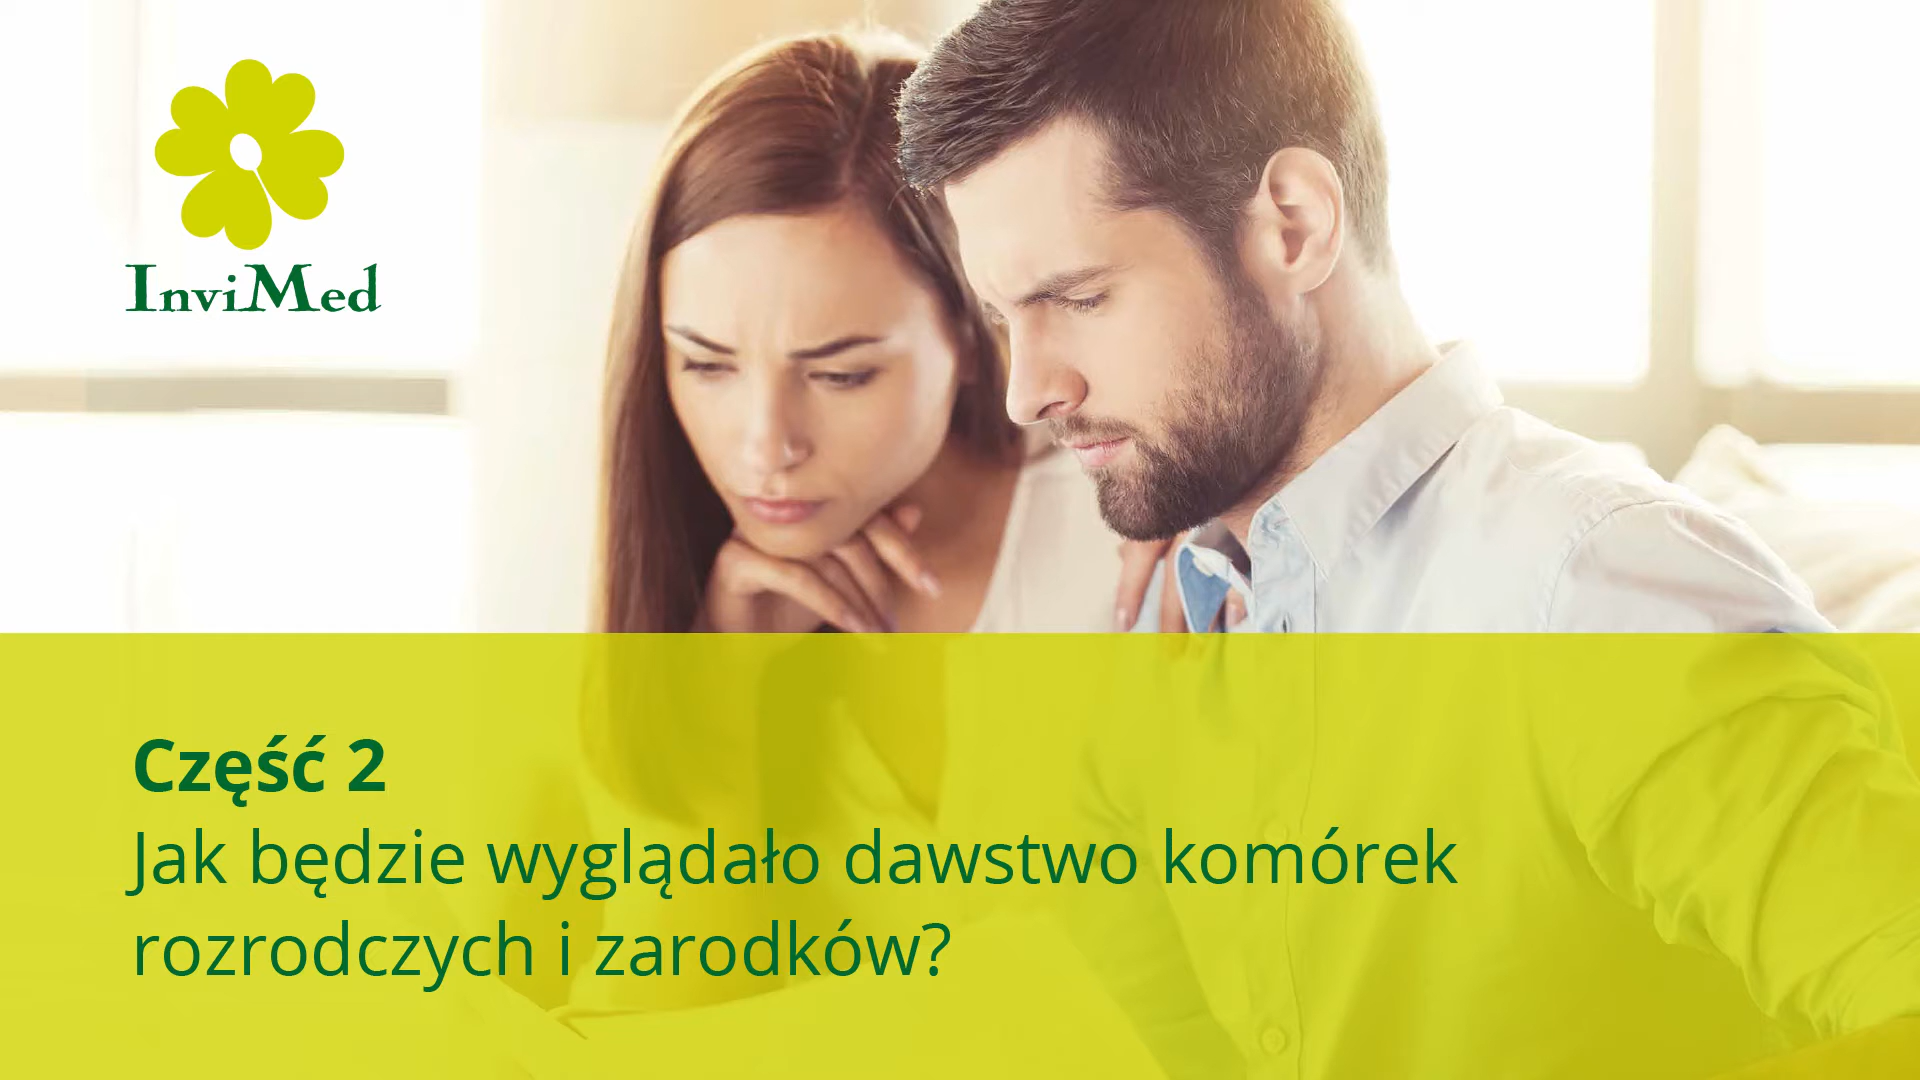 InviMed
Część 2
Jak będzie wyglądało dawstwo komórek
rozrodczych i zarodków?